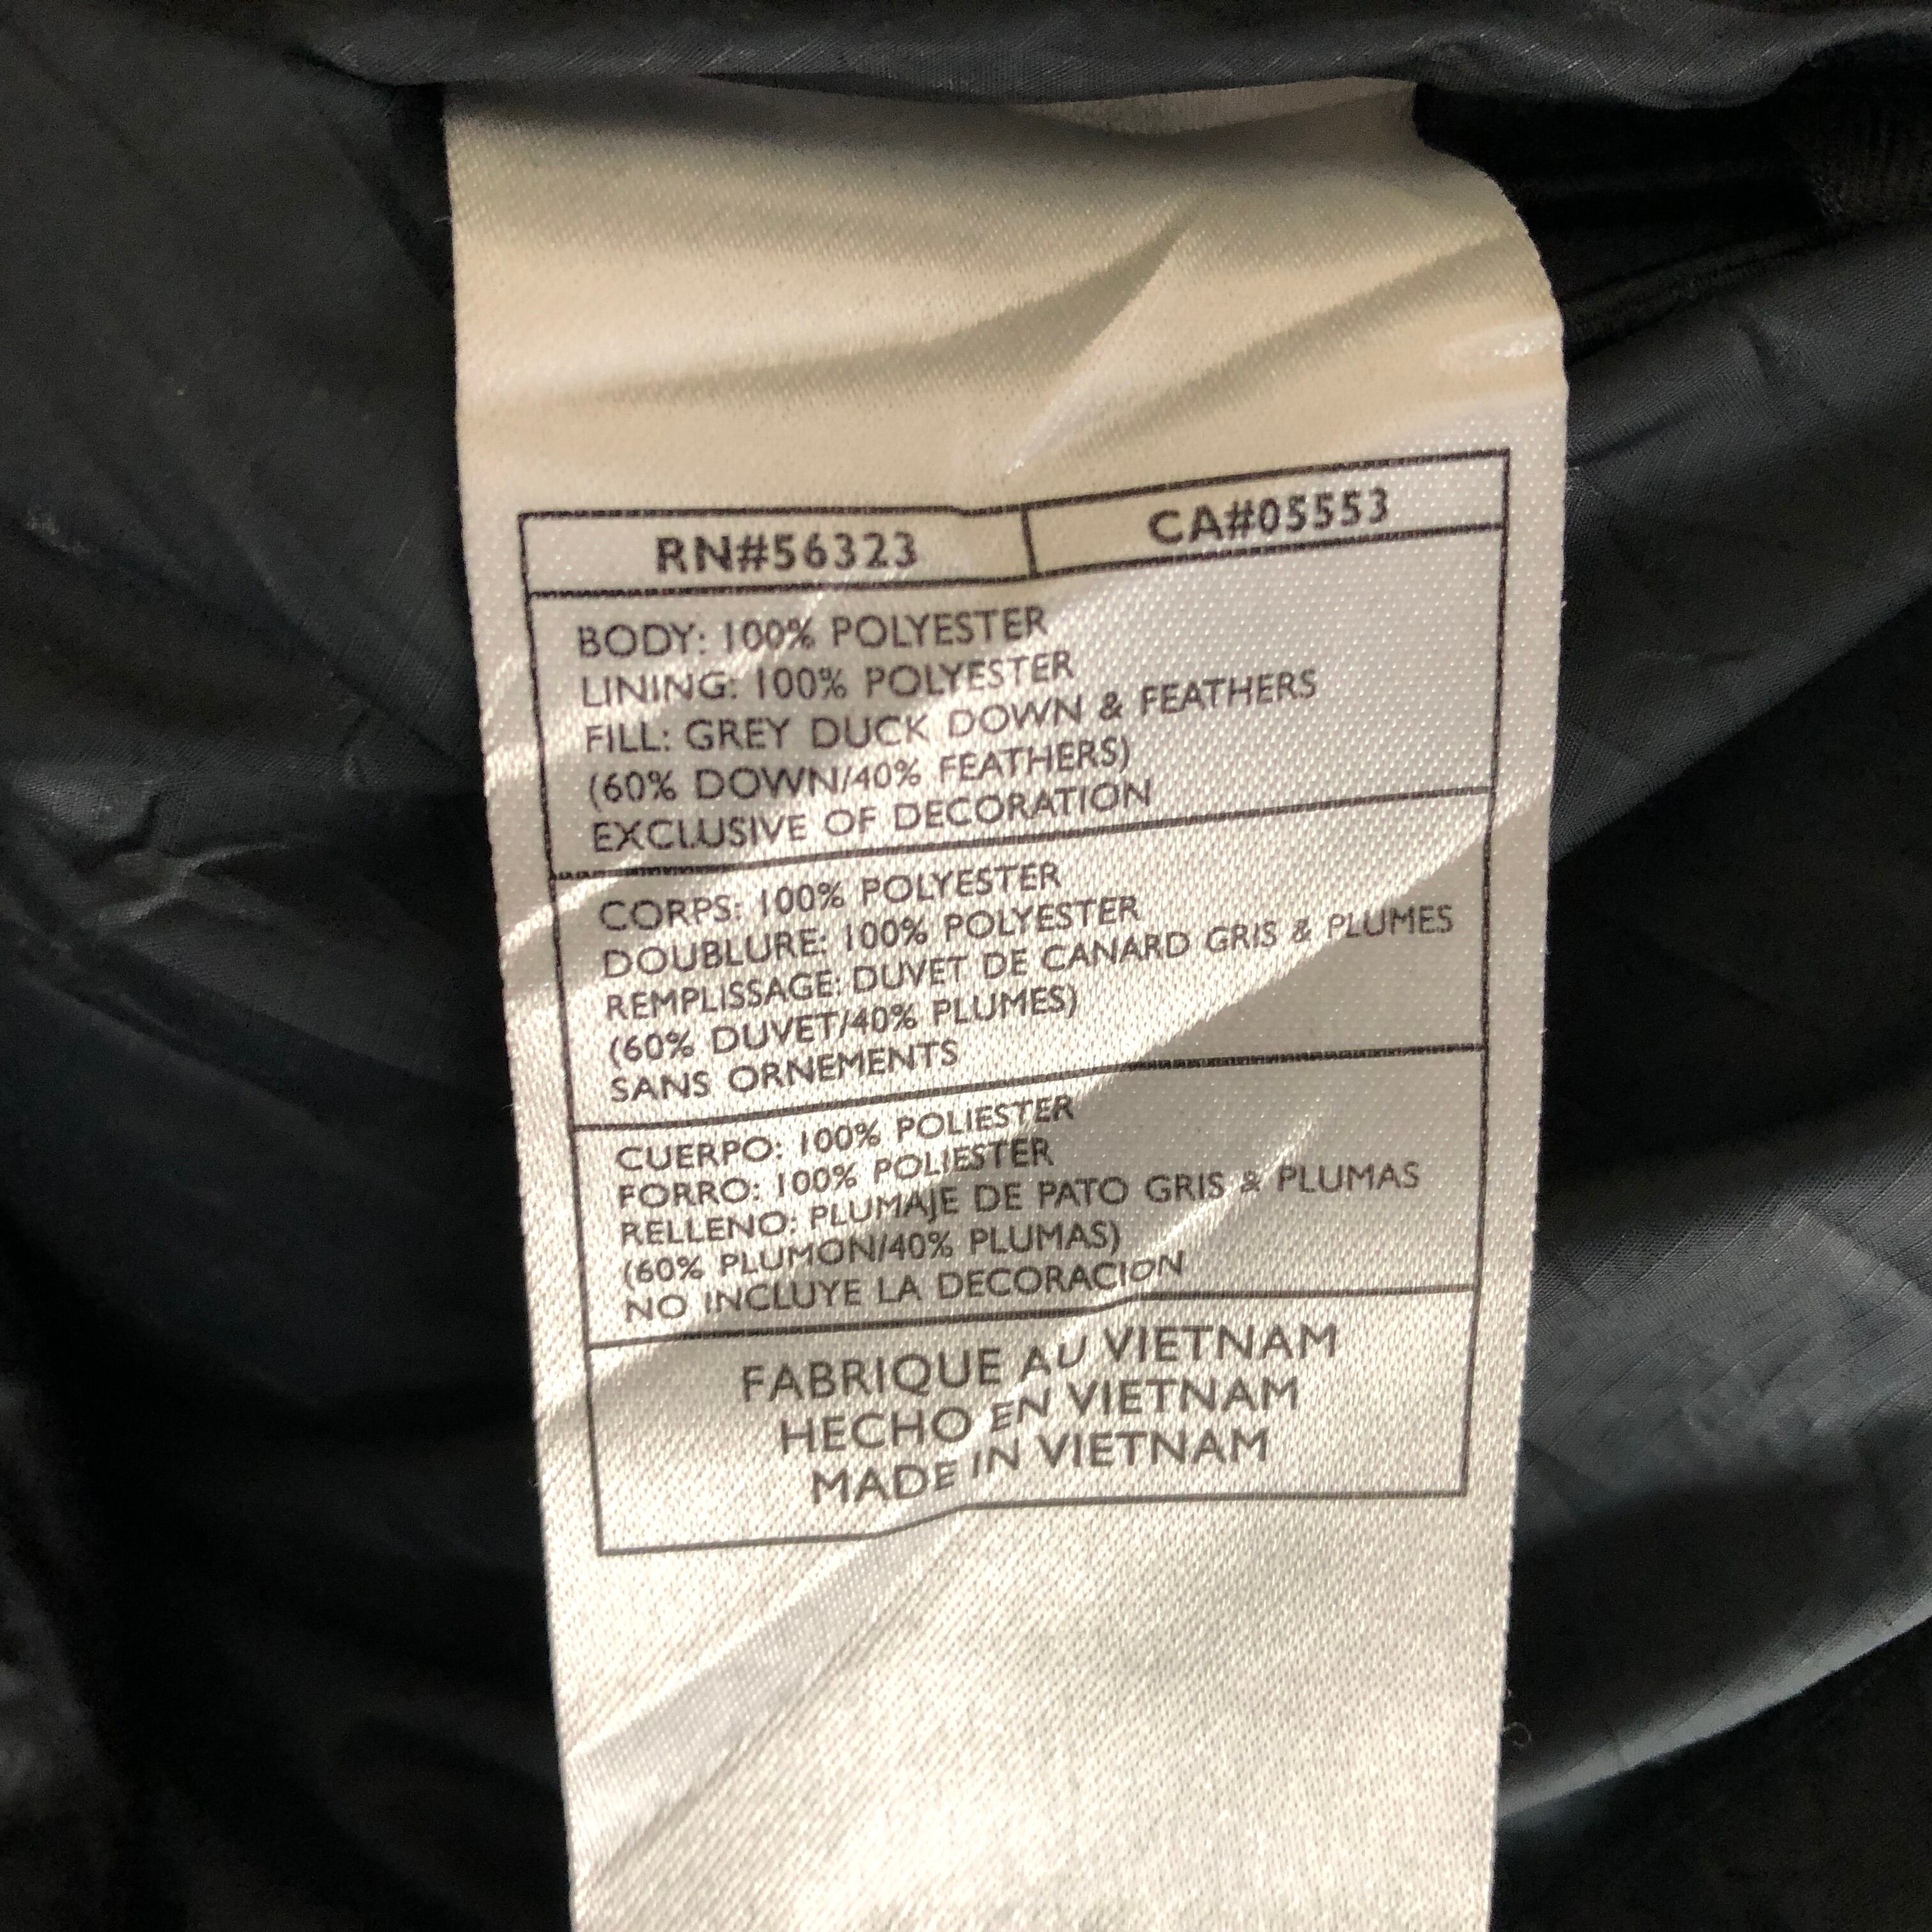 RN#56323
CA#05553
BODY: 100% POLYESTER
LINING: 100% POLYESTER
FILL: GREY DUCK DOWN & FEATHERS
(60% DOWN/40% FEATHERS)
EXCLUSIVE OF DECORATION
CORPS: 100% POLYESTER
DOUBLURE: 100% POLYESTER
REMPLISSAGE: DUVET DE CANARD GRIS & PLUMES
(60% DUVET/40% PLUMES)
SANS ORNEMENTS
CUERPO: 100% POLIESTER
FORRO: 100% POLIESTER
RELLENO: PLUMAJE DE PATO GRIS & PLUMAS
(60% PLUMON/40% PLUMAS)
NO INCLUYE LA DECORACION
FABRIQUE AU VIETNAM
HECHO EN VIETNAM
MADE IN VIETNAM